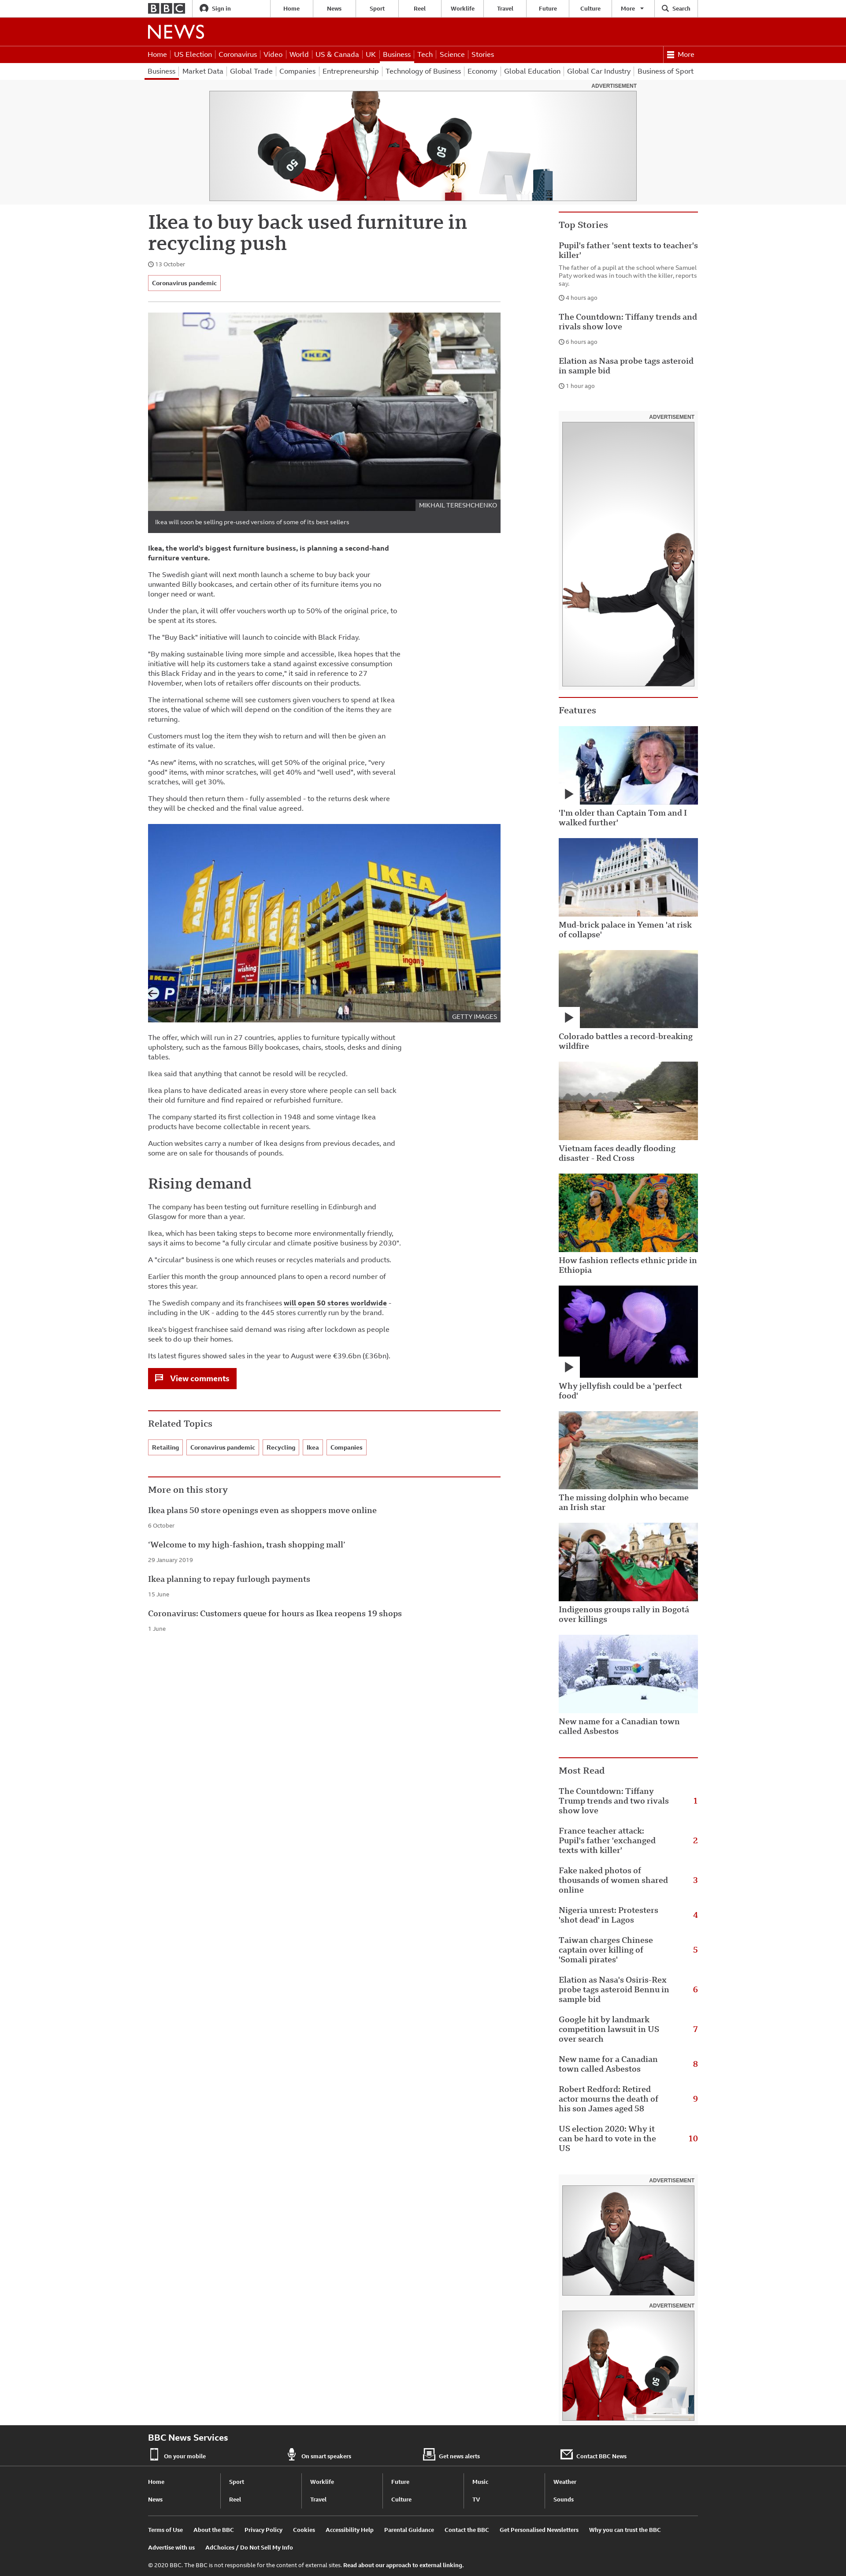 BBC
Sign in
Home
News
Sport
Reel
Worklife
Travel
Future
Culture
More
Search
NEWS
Home
US Election
Coronavirus
Video
World
US & Canada
UK
Business
Tech
Science
Stories
More
Business
Market Data
Global Trade
Companies
Entrepreneurship
Technology of Business
Economy
Global Education
Global Car Industry
Business of Sport
ADVERTISEMENT
50
50
Ikea to buy back used furniture in
recycling push
13 October
Coronavirus pandemic
IKEA
MIKHAIL TERESHCHENKO
Ikea will soon be selling pre-used versions of some of its best sellers
Ikea, the world's biggest furniture business, is planning a second-hand
furniture venture.
The Swedish giant will next month launch a scheme to buy back your
unwanted Billy bookcases, and certain other of its furniture items you no
longer need or want.
Under the plan, it will offer vouchers worth up to 50% of the original price, to
be spent at its stores.
The "Buy Back" initiative will launch to coincide with Black Friday.
"By making sustainable living more simple and accessible, Ikea hopes that the
initiative will help its customers take a stand against excessive consumption
this Black Friday and in the years to come," it said in reference to 27
November, when lots of retailers offer discounts on their products.
The international scheme will see customers given vouchers to spend at Ikea
stores, the value of which will depend on the condition of the items they are
returning.
Customers must log the item they wish to return and will then be given an
estimate of its value.
"As new" items, with no scratches, will get 50% of the original price, "very
good" items, with minor scratches, will get 40% and "well used", with several
scratches, will get 30%.
They should then return them - fully assembled - to the returns desk where
they will be checked and the final value agreed.
IKEA
IKEA
IKEA
IKEA
IKEA
wishing
IKEA
P
ingang
ingang
GETTY IMAGES
The offer, which will run in 27 countries, applies to furniture typically without
upholstery, such as the famous Billy bookcases, chairs, stools, desks and dining
tables.
Ikea said that anything that cannot be resold will be recycled.
Ikea plans to have dedicated areas in every store where people can sell back
their old furniture and find repaired or refurbished furniture.
The company started its first collection in 1948 and some vintage Ikea
products have become collectable in recent years.
Auction websites carry a number of Ikea designs from previous decades, and
some are on sale for thousands of pounds.
Rising demand
The company has been testing out furniture reselling in Edinburgh and
Glasgow for more than a year.
Ikea, which has been taking steps to become more environmentally friendly,
says it aims to become "a fully circular and climate positive business by 2030".
A "circular" business is one which reuses or recycles materials and products.
Earlier this month the group announced plans to open a record number of
stores this year.
The Swedish company and its franchisees will open 50 stores worldwide -
including in the UK - adding to the 445 stores currently run by the brand.
Ikea's biggest franchisee said demand was rising after lockdown as people
seek to do up their homes.
Its latest figures showed sales in the year to August were €39.6bn (£36bn).
View comments
Related Topics
Retailing
Coronavirus pandemic
Recycling
Ikea
Companies
More on this story
Ikea plans 50 store openings even as shoppers move online
6 October
'Welcome to my high-fashion, trash shopping mall'
29 January 2019
Ikea planning to repay furlough payments
15 June
Coronavirus: Customers queue for hours as Ikea reopens 19 shops
1 June
Top Stories
Pupil's father 'sent texts to teacher's
killer'
The father of a pupil at the school where Samuel
Paty worked was in touch with the killer, reports
say.
4 hours ago
The Countdown: Tiffany trends and
rivals show love
6 hours ago
Elation as Nasa probe tags asteroid
in sample bid
1 hour ago
ADVERTISEMENT
Features
'I'm older than Captain Tom and I
walked further'
Mud-brick palace in Yemen 'at risk
of collapse'
Colorado battles a record-breaking
wildfire
Vietnam faces deadly flooding
disaster - Red Cross
How fashion reflects ethnic pride in
Ethiopia
Why jellyfish could be a 'perfect
food'
The missing dolphin who became
an Irish star
Indigenous groups rally in Bogotá
over killings
New name for a Canadian town
called Asbestos
Most Read
The Countdown: Tiffany
Trump trends and two rivals
show love
1
France teacher attack:
Pupil's father 'exchanged
texts with killer'
2
Fake naked photos of
thousands of women shared
online
3
Nigeria unrest: Protesters
'shot dead' in Lagos
4
Taiwan charges Chinese
captain over killing of
'Somali pirates'
5
Elation as Nasa's Osiris-Rex
probe tags asteroid Bennu in
sample bid
6
Google hit by landmark
competition lawsuit in US
over search
7
New name for a Canadian
town called Asbestos
8
Robert Redford: Retired
actor mourns the death of
his son James aged 58
9
US election 2020: Why it
can be hard to vote in the
US
10
ADVERTISEMENT
ADVERTISEMENT
50
BBC News Services
On your mobile
On smart speakers
Get news alerts
Contact BBC News
Home
Sport
Worklife
Future
Music
Weather
News
Reel
Travel
Culture
TV
Sounds
Terms of Use
About the BBC
Privacy Policy
Cookies
Accessibility Help
Parental Guidance
Contact the BBC
Get Personalised Newsletters
Why you can trust the BBC
Advertise with us
AdChoices / Do Not Sell My Info
© 2020 BBC. The BBC is not responsible for the content of external sites. Read about our approach to external linking.